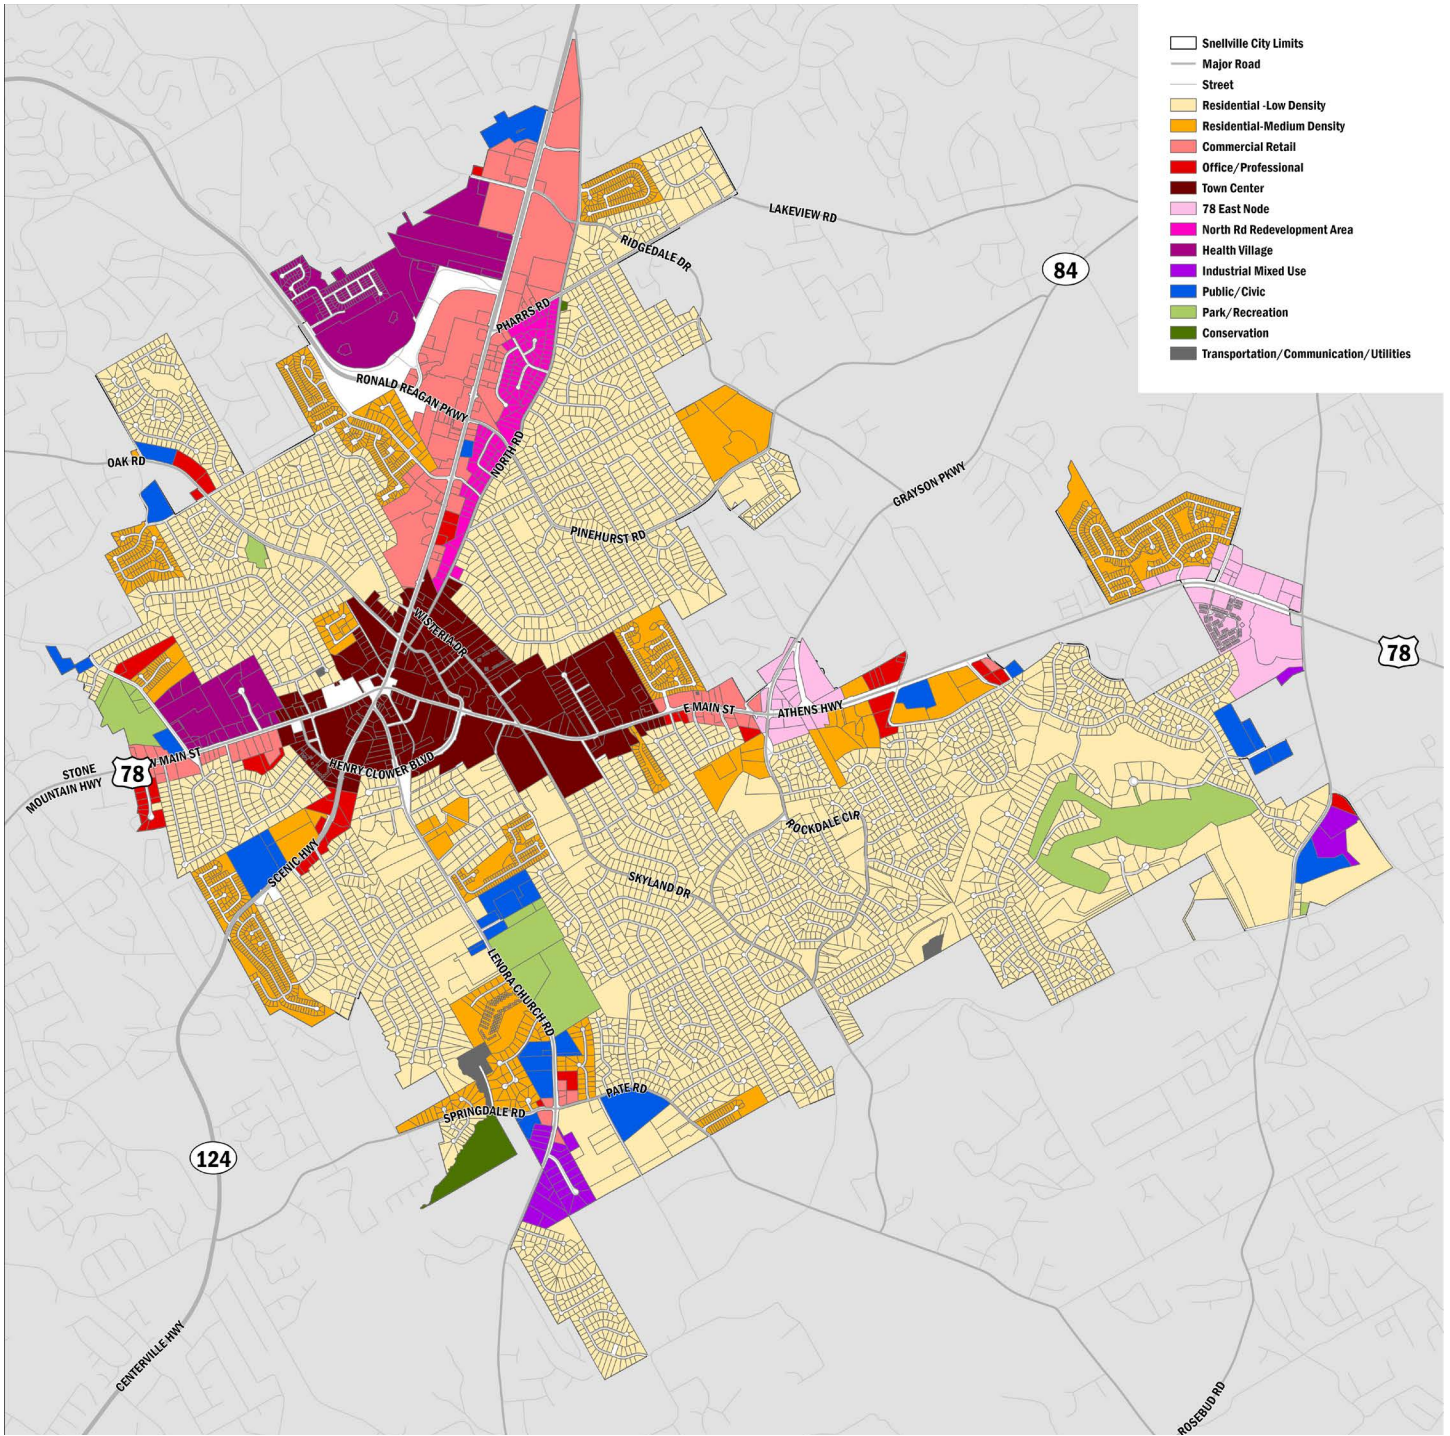 Snellville City Limits
Major Road
Street
Residential -Low Density
Residential-Medium Density
Commercial Retail
Office/Professional
Town Center
78 East Node
North Rd Redevelopment Area
Health Village
Industrial Mixed Use
Public/Civic
Park/Recreation
Conservation
Transportation/Communication/Utilities
LAKEVIEW RD
RIDGEDALE DR
84
PHARRS RD
RONALD REAGAN PKWY
NORTH RD
OAK RD
GRAYSON PKWY
PINEHURST RD
WISTERIA DR
78
E MAIN ST
ATHENS HWY
W MAIN ST
STONE
MOUNTAIN HWY
78
HENRY CLOWER BLVD
ROCKDALE CIR
SCENIC HWY
SKYLAND DR
LENORA CHURCH RD
PATE RD
SPRINGDALE RD
124
CENTERVILLE HWY
ROSEBUD RD